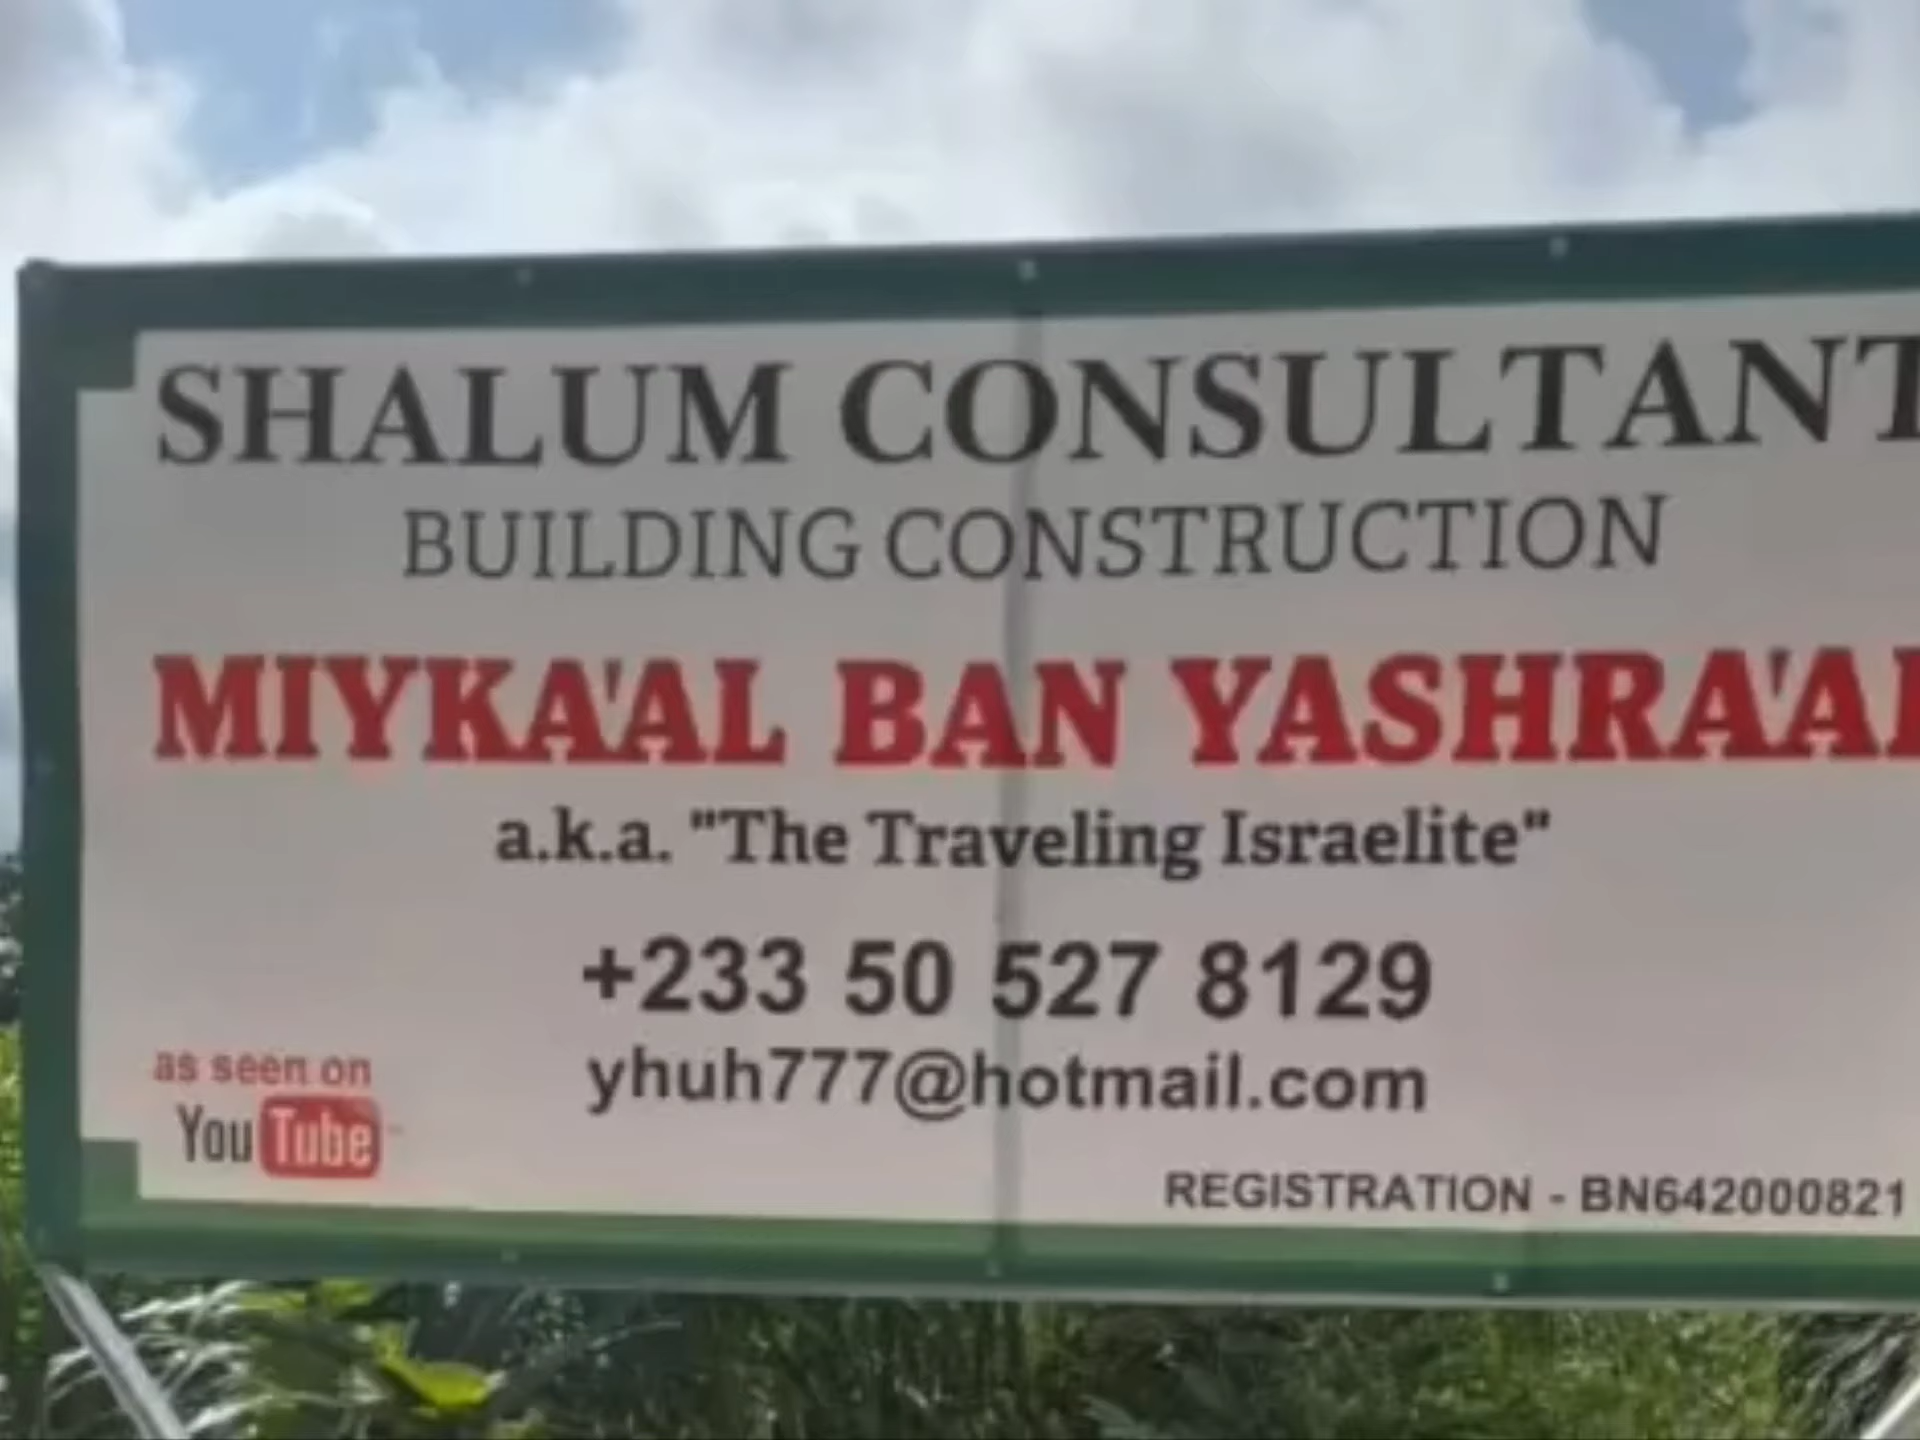 SHALUM CONSULTANT
BUILDING CONSTRUCTION
MIYKA'AL BAN YASHRA'AL
a.k.a. "The Traveling Israelite"
+233 50 527 8129
yhuh777@hotmail.com
as seen on
YouTube
REGISTRATION - BN642000821